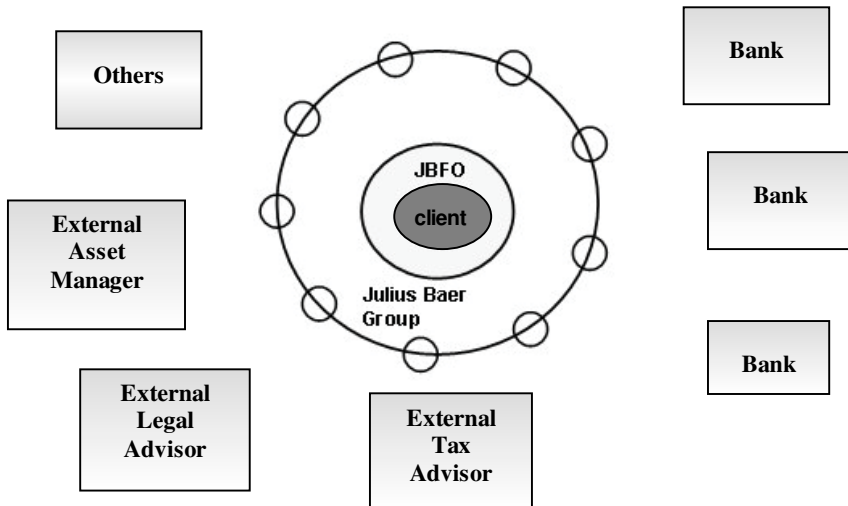 Others
Bank
JBFO
client
Bank
External
Asset
Manager
Julius Baer
Group
Bank
External
Legal
Advisor
External
Tax
Advisor